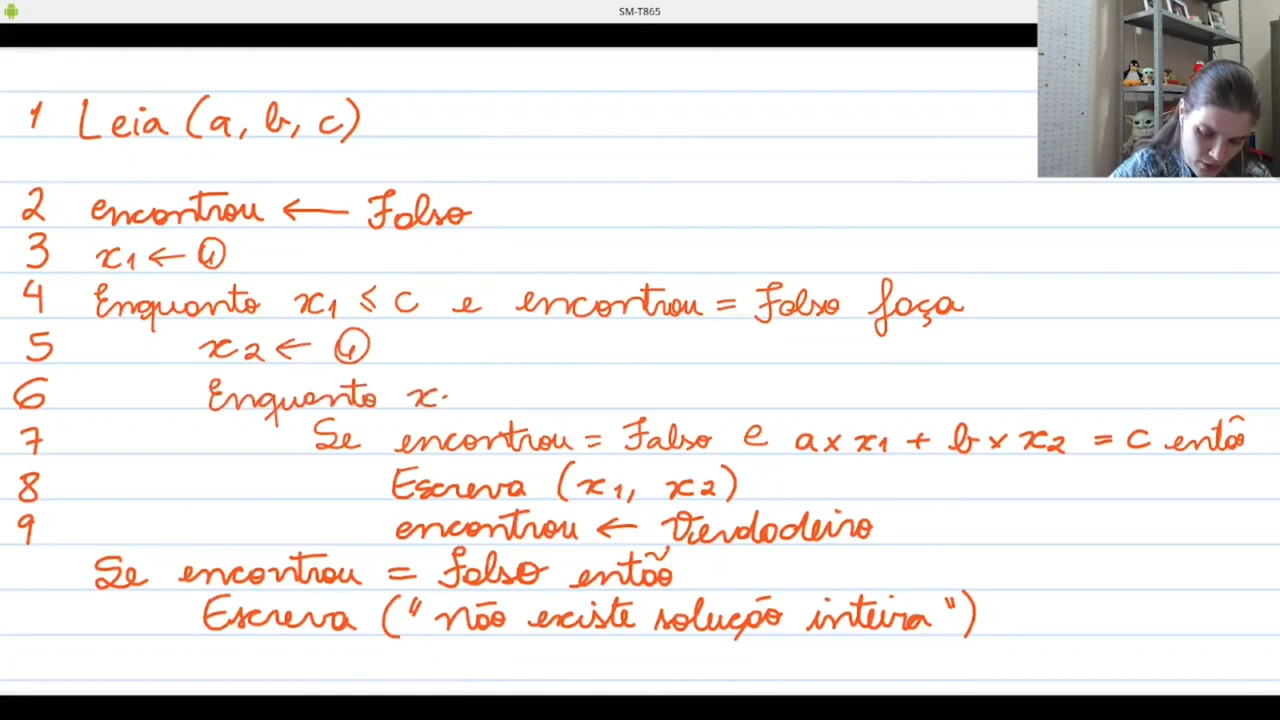 SM-T865
1 Leia (a, b, c)
2 encontrou ← Falso
3 x1 ← 1
4 Enquanto x1 ≤ c e encontrou = Falso faça
5 x2 ← 1
6 Enquanto x
7 Se encontrou = Falso e a x x1 + b x x2 = c então
8 Escreva (x1, x2)
9 encontrou ← Verdadeiro
Se encontrou = Falso então
Escreva ("não existe solução inteira")